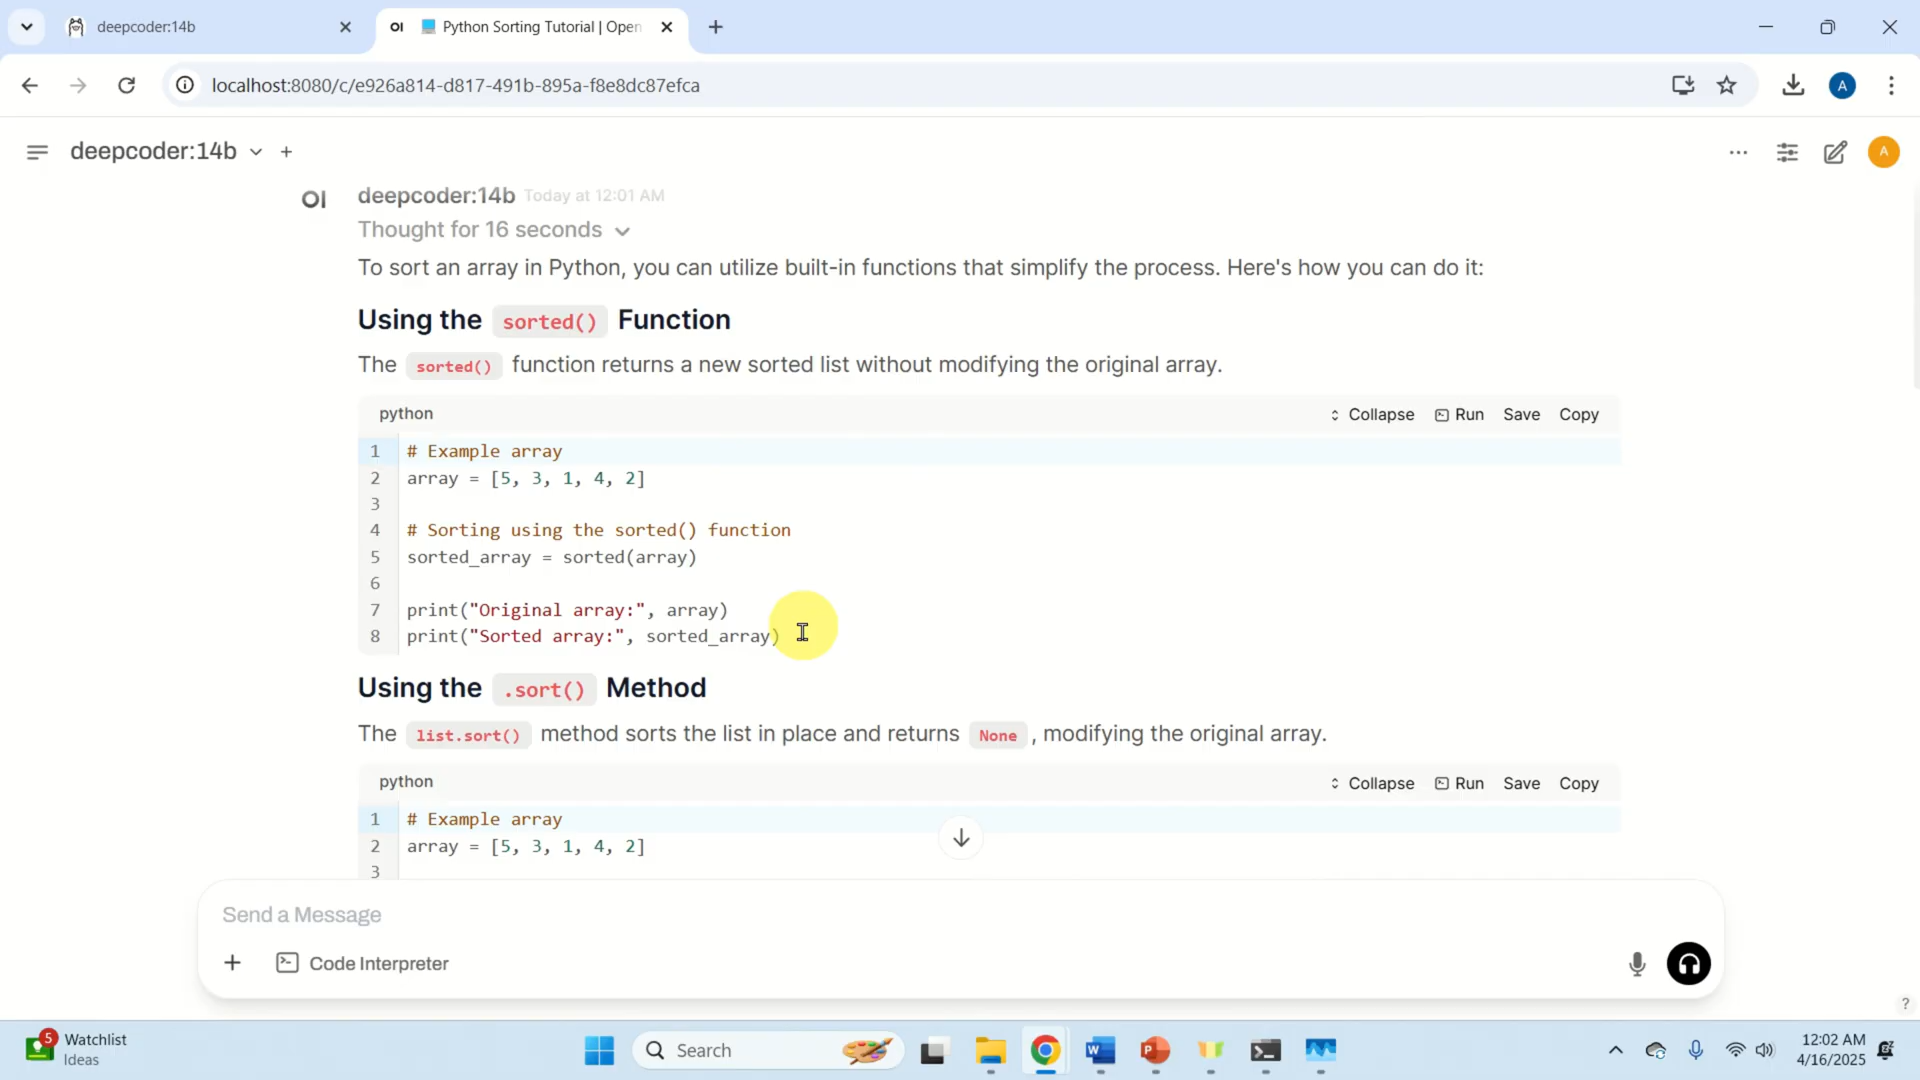 deepcoder:14b
OI Python Sorting Tutorial | Open
localhost:8080/c/e926a814-d817-491b-895a-f8e8dc87efca
A
deepcoder:14b
A
OI deepcoder:14b Today at 12:01 AM
Thought for 16 seconds
To sort an array in Python, you can utilize built-in functions that simplify the process. Here's how you can do it:
Using the sorted() Function
The sorted() function returns a new sorted list without modifying the original array.
python Collapse Run Save Copy
1 # Example array
2 array = [5, 3, 1, 4, 2]
3
4 # Sorting using the sorted() function
5 sorted_array = sorted(array)
6
7 print("Original array:", array)
8 print("Sorted array:", sorted_array)
Using the .sort() Method
The list.sort() method sorts the list in place and returns None , modifying the original array.
python Collapse Run Save Copy
1 # Example array
2 array = [5, 3, 1, 4, 2]
3
Send a Message
Code Interpreter
?
5 Watchlist
Ideas
Search
W
P
12:02 AM
4/16/2025